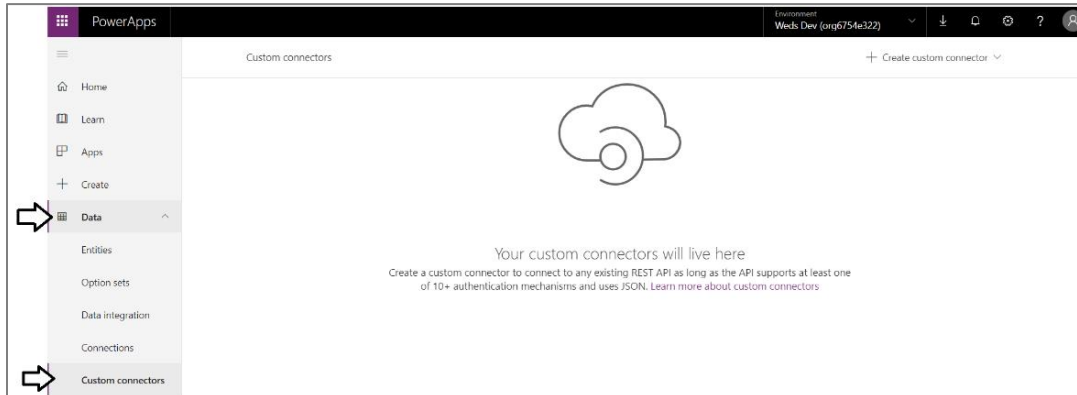 PowerApps
Environment
Weds Dev (org6754e322)
?
Custom connectors
Create custom connector
Home
Learn
Apps
Create
Data
Entities
Option sets
Data integration
Connections
Custom connectors
Your custom connectors will live here
Create a custom connector to connect to any existing REST API as long as the API supports at least one
of 10+ authentication mechanisms and uses JSON. Learn more about custom connectors